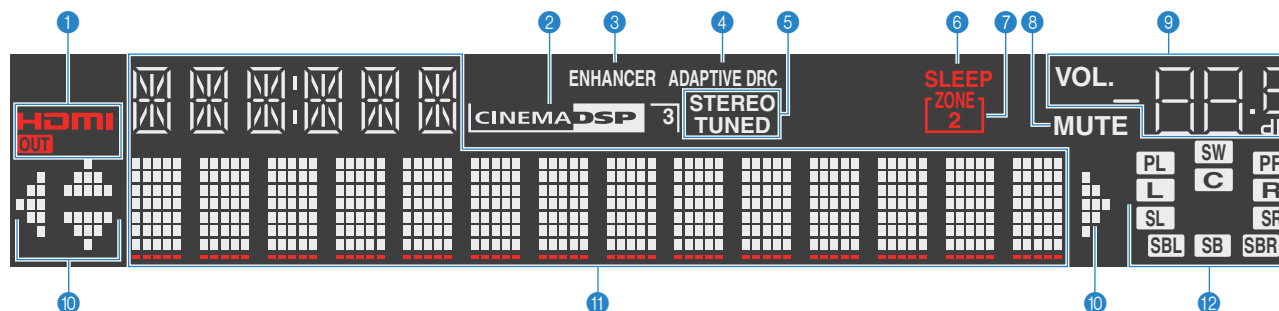 1 2 3 4 5 6 7 8 9
ENHANCER ADAPTIVE DRC SLEEP VOL.
HDMI OUT
CINEMA DSP 3
STEREO
TUNED
ZONE
2
MUTE
PL SW
L C R
SL
SBL SB SBR
10 11 10 12